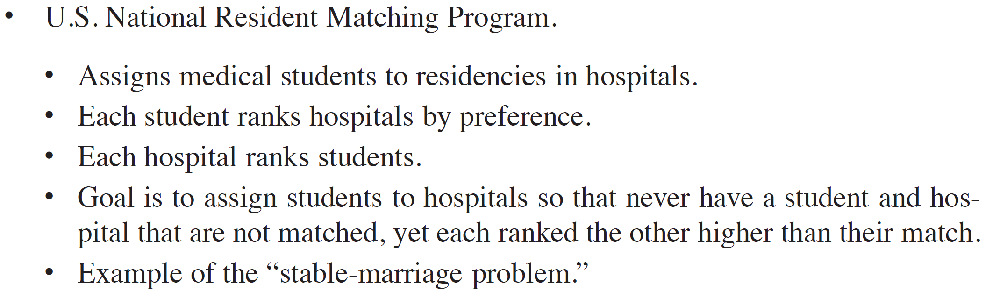 • U.S. National Resident Matching Program.
• Assigns medical students to residencies in hospitals.
• Each student ranks hospitals by preference.
• Each hospital ranks students.
• Goal is to assign students to hospitals so that never have a student and hos-
pital that are not matched, yet each ranked the other higher than their match.
• Example of the “stable-marriage problem.”